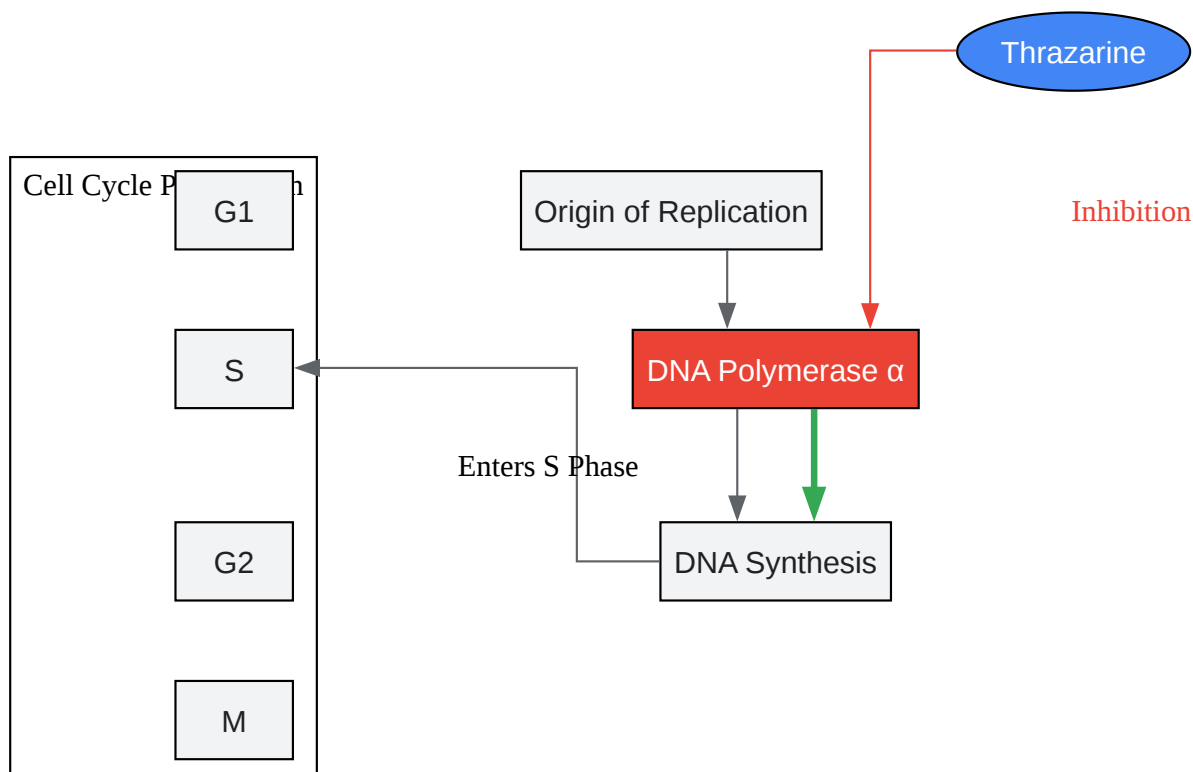 Thrazarine
Cell Cycle
G1
Origin of Replication
Inhibition
S
DNA Polymerase α
Enters S Phase
G2
DNA Synthesis
M